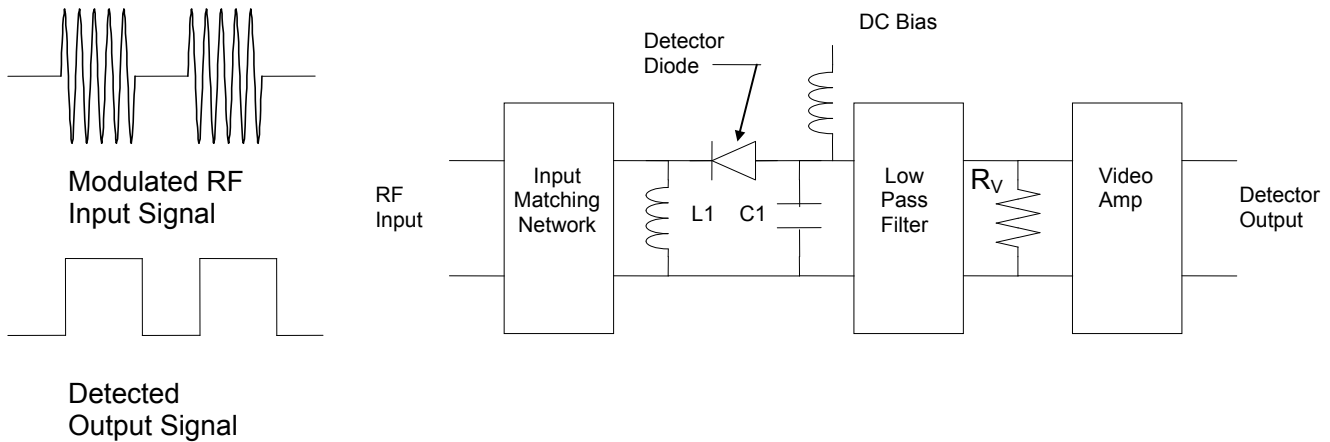 Modulated RF
Input Signal
Detected
Output Signal
RF
Input
Input
Matching
Network
Detector
Diode
L1
C1
DC Bias
Low
Pass
Filter
RV
Video
Amp
Detector
Output